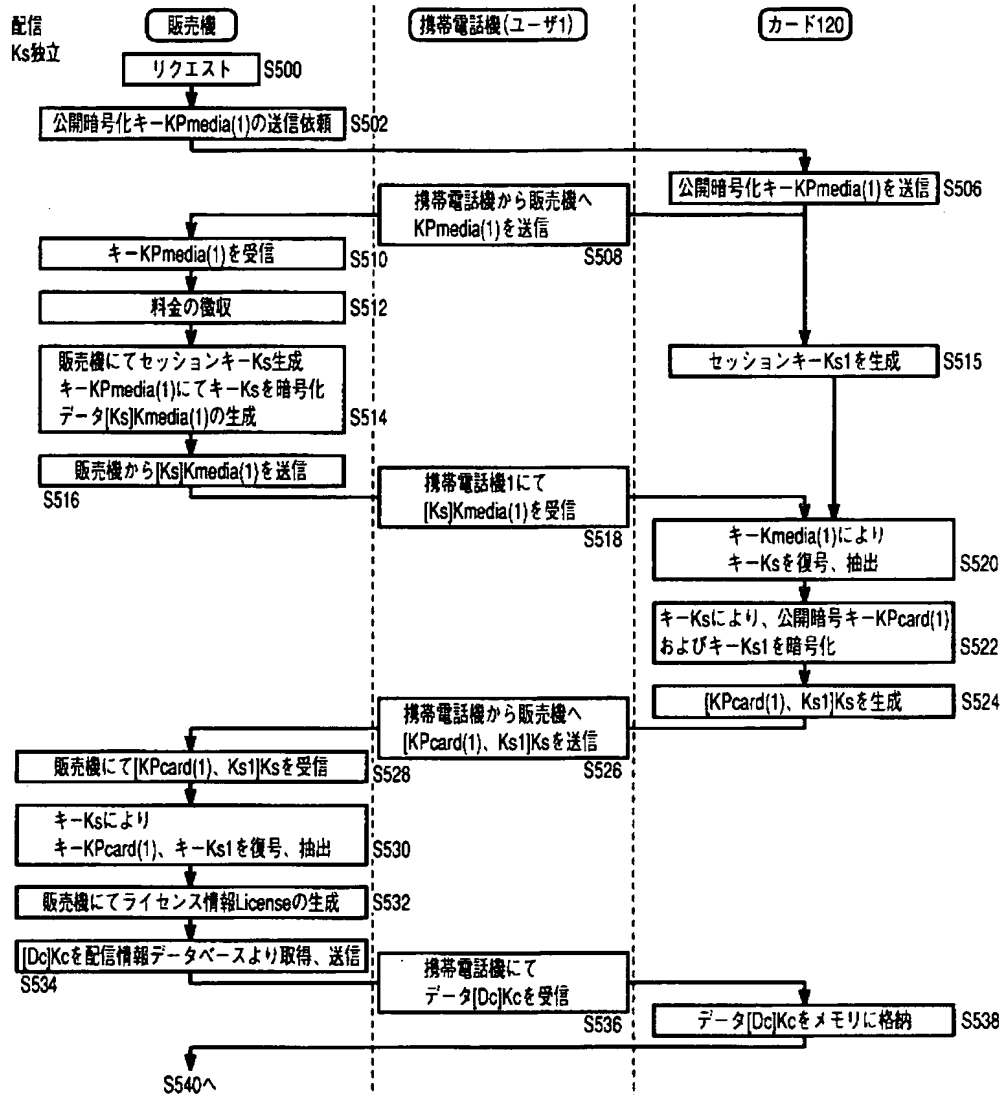 配信
Ks独立
販売機
携帯電話機(ユーザ1)
カード120
リクエスト
S500
公開暗号化キーKPmedia(1)の送信依頼
S502
公開暗号化キーKPmedia(1)を送信
S506
携帯電話機から販売機へ
KPmedia(1)を送信
S508
キーKPmedia(1)を受信
S510
料金の徴収
S512
販売機にてセッションキーKs生成
キーKPmedia(1)にてキーKsを暗号化
データ[Ks]Kmedia(1)の生成
S514
セッションキーKs1を生成
S515
販売機から[Ks]Kmedia(1)を送信
S516
携帯電話機1にて
[Ks]Kmedia(1)を受信
S518
キーKmedia(1)により
キーKsを復号、抽出
S520
キーKsにより、公開暗号キーKPcard(1)
およびキーKs1を暗号化
S522
[KPcard(1)、Ks1]Ksを生成
S524
携帯電話機から販売機へ
[KPcard(1)、Ks1]Ksを送信
S526
販売機にて[KPcard(1)、Ks1]Ksを受信
S528
キーKsにより
キーKPcard(1)、キーKs1を復号、抽出
S530
販売機にてライセンス情報Licenseの生成
S532
[Dc]Kcを配信情報データベースより取得、送信
S534
携帯電話機にて
データ[Dc]Kcを受信
S536
データ[Dc]Kcをメモリに格納
S538
S540へ